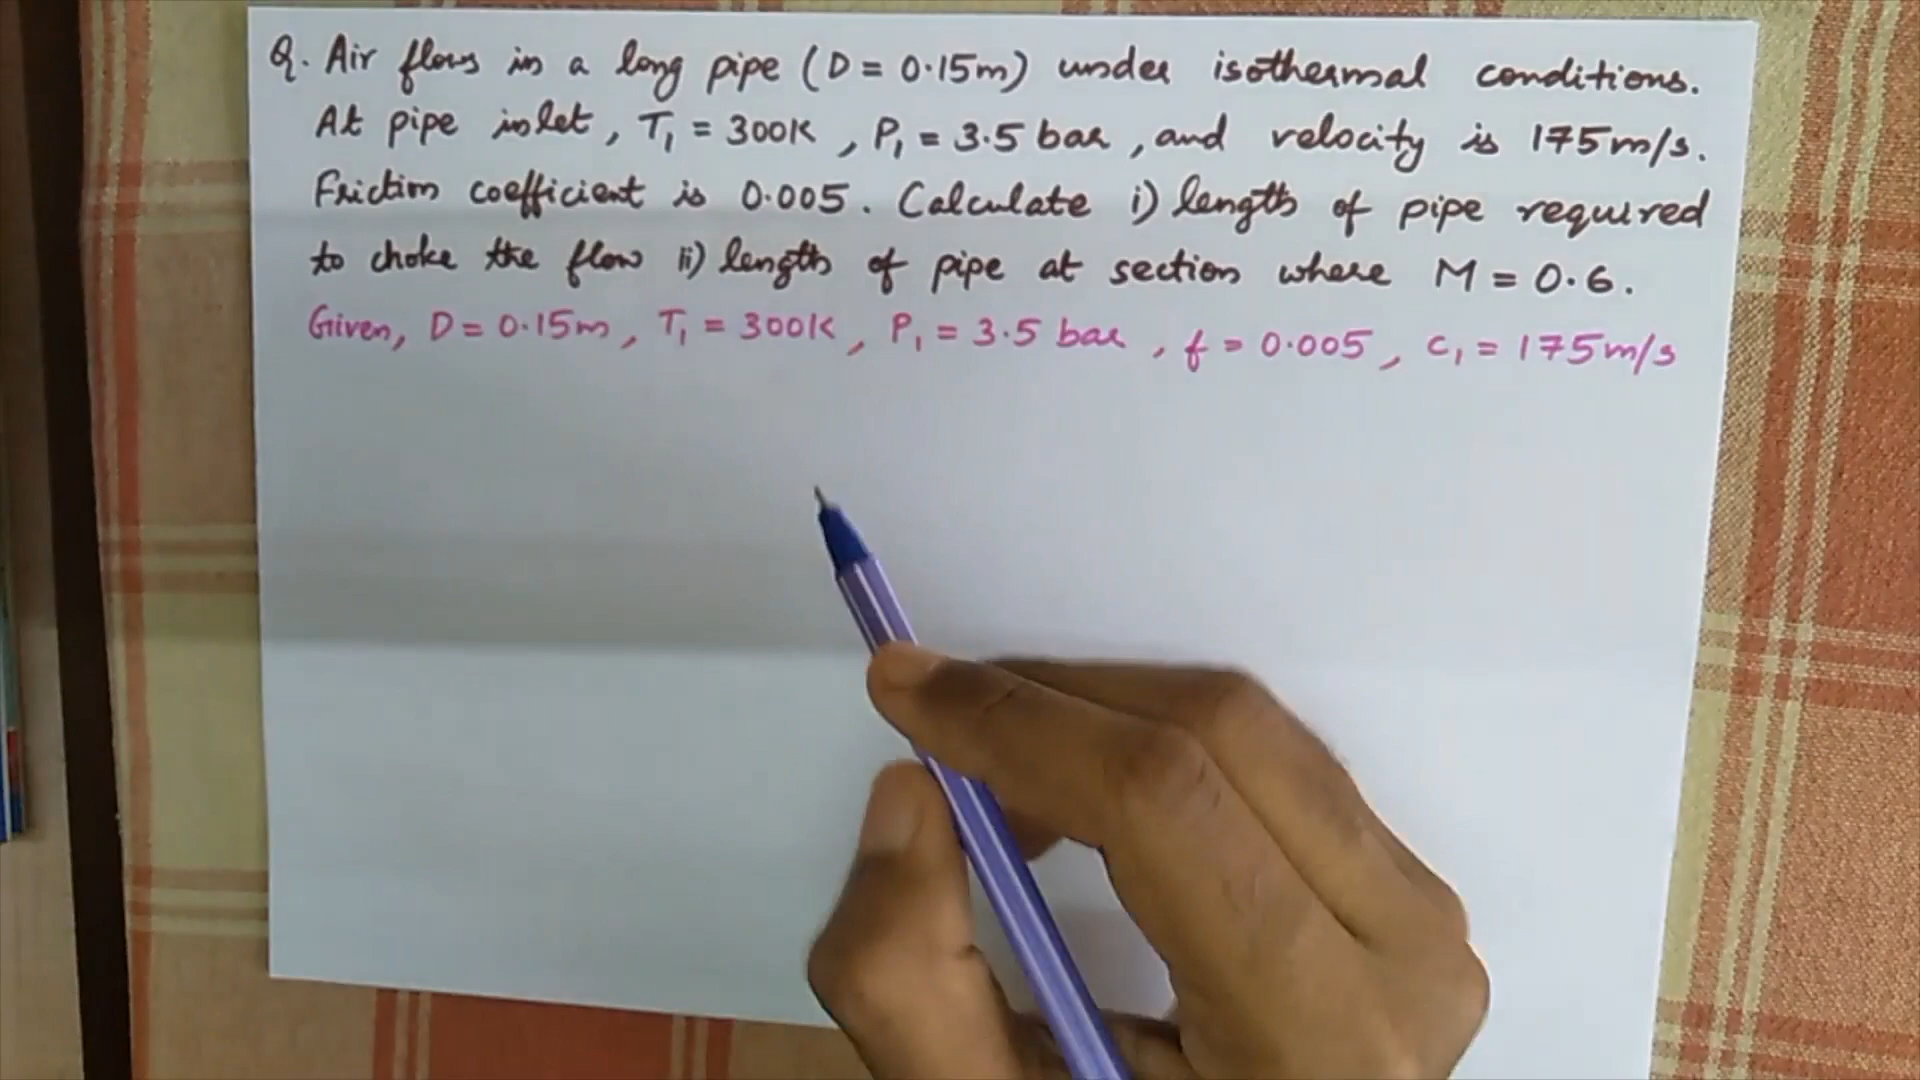 Q. Air flows in a long pipe (D = 0.15m) under isothermal conditions.
At pipe inlet, T₁ = 300K, P₁ = 3.5 bar, and velocity is 175m/s.
Friction coefficient is 0.005. Calculate i) length of pipe required
to choke the flow ii) length of pipe at section where M = 0.6.
Given, D = 0.15m, T₁ = 300K, P₁ = 3.5 bar, f = 0.005, c₁ = 175m/s